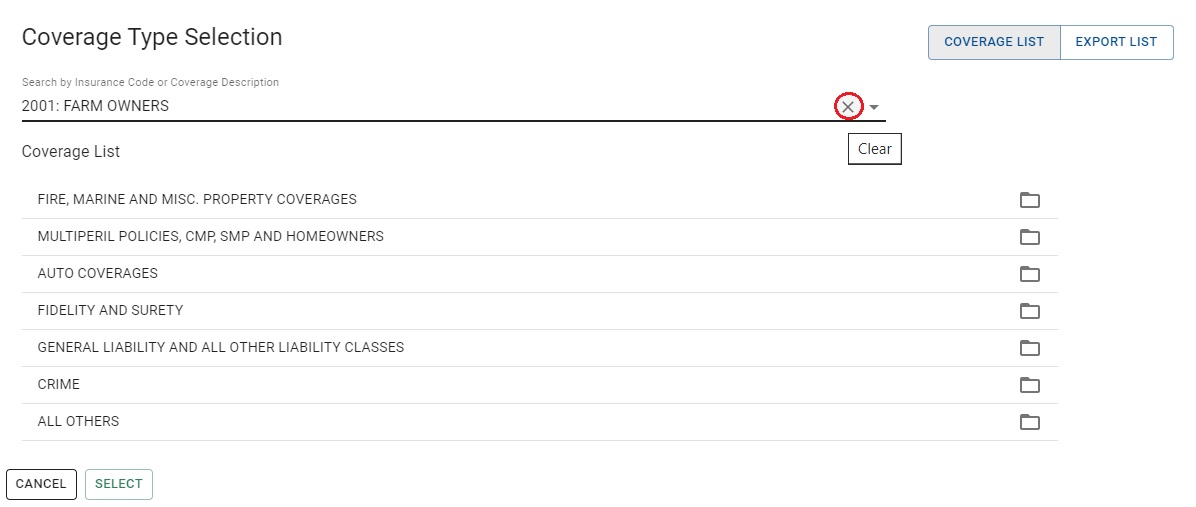 Coverage Type Selection
COVERAGE LIST
EXPORT LIST
Search by Insurance Code or Coverage Description
2001: FARM OWNERS
Clear
Coverage List
FIRE, MARINE AND MISC. PROPERTY COVERAGES
MULTIPERIL POLICIES, CMP, SMP AND HOMEOWNERS
AUTO COVERAGES
FIDELITY AND SURETY
GENERAL LIABILITY AND ALL OTHER LIABILITY CLASSES
CRIME
ALL OTHERS
CANCEL
SELECT